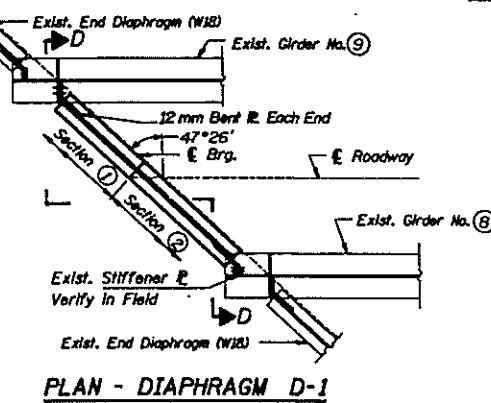 Exist. End Diaphragm (W18)
D
Exist. Girder No. 9
12 mm Bent ℄ Each End
47°26'
℄ Brg.
℄ Roadway
Section 1
Section 2
Exist. Girder No. 8
Exist. Stiffener ℄
Verify in Field
D
Exist. End Diaphragm (W18)
PLAN - DIAPHRAGM D-1